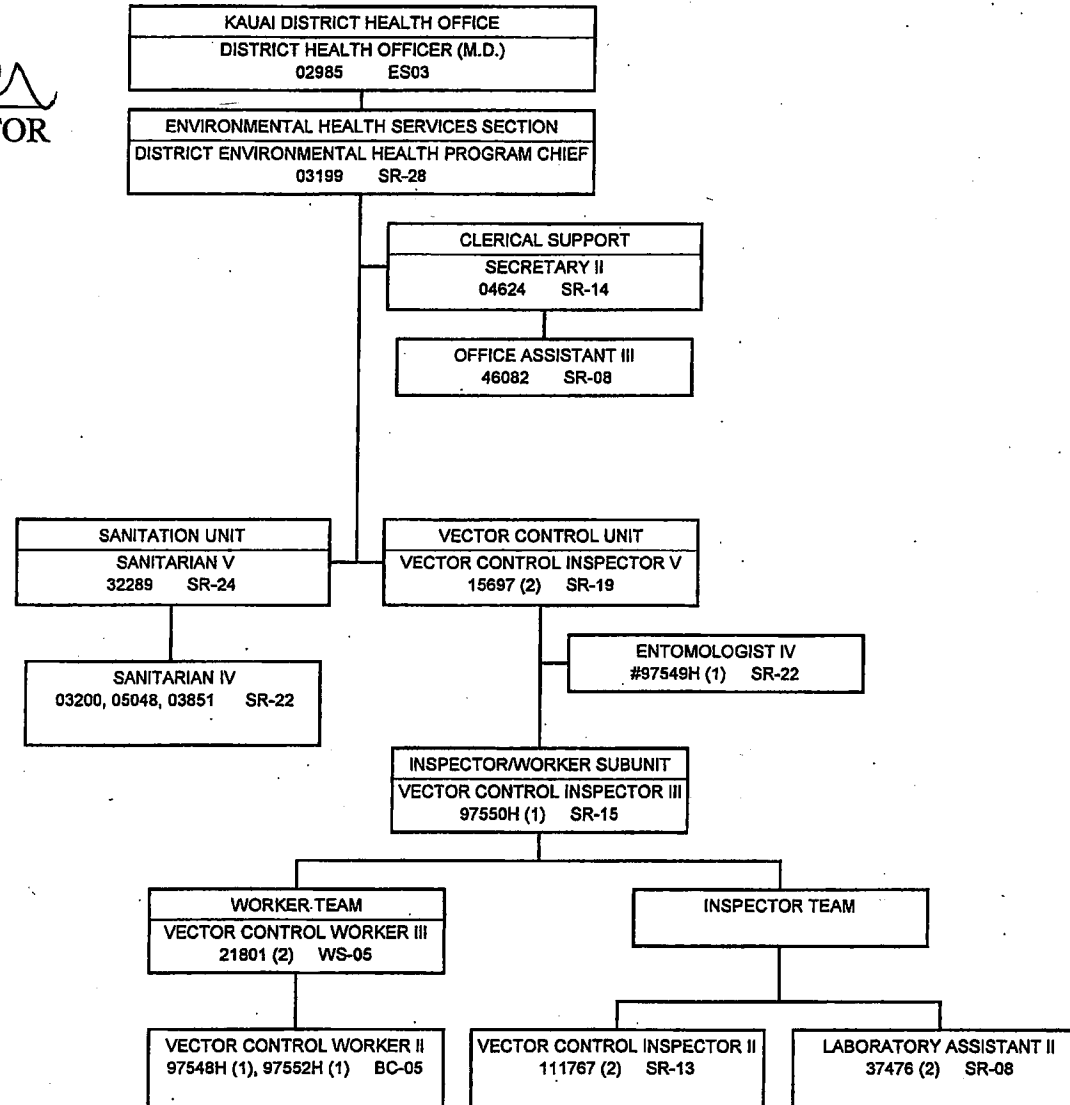 KAUAI DISTRICT HEALTH OFFICE
DISTRICT HEALTH OFFICER (M.D.)
02985 ES03
ENVIRONMENTAL HEALTH SERVICES SECTION
DISTRICT ENVIRONMENTAL HEALTH PROGRAM CHIEF
03199 SR-28
CLERICAL SUPPORT
SECRETARY II
04624 SR-14
OFFICE ASSISTANT III
46082 SR-08
SANITATION UNIT
SANITARIAN V
32289 SR-24
SANITARIAN IV
03200, 05048, 03851 SR-22
VECTOR CONTROL UNIT
VECTOR CONTROL INSPECTOR V
15697 (2) SR-19
ENTOMOLOGIST IV
#97549H (1) SR-22
INSPECTOR/WORKER SUBUNIT
VECTOR CONTROL INSPECTOR III
97550H (1) SR-15
WORKER TEAM
VECTOR CONTROL WORKER III
21801 (2) WS-05
VECTOR CONTROL WORKER II
97548H (1), 97552H (1) BC-05
INSPECTOR TEAM
VECTOR CONTROL INSPECTOR II
111767 (2) SR-13
LABORATORY ASSISTANT II
37476 (2) SR-08